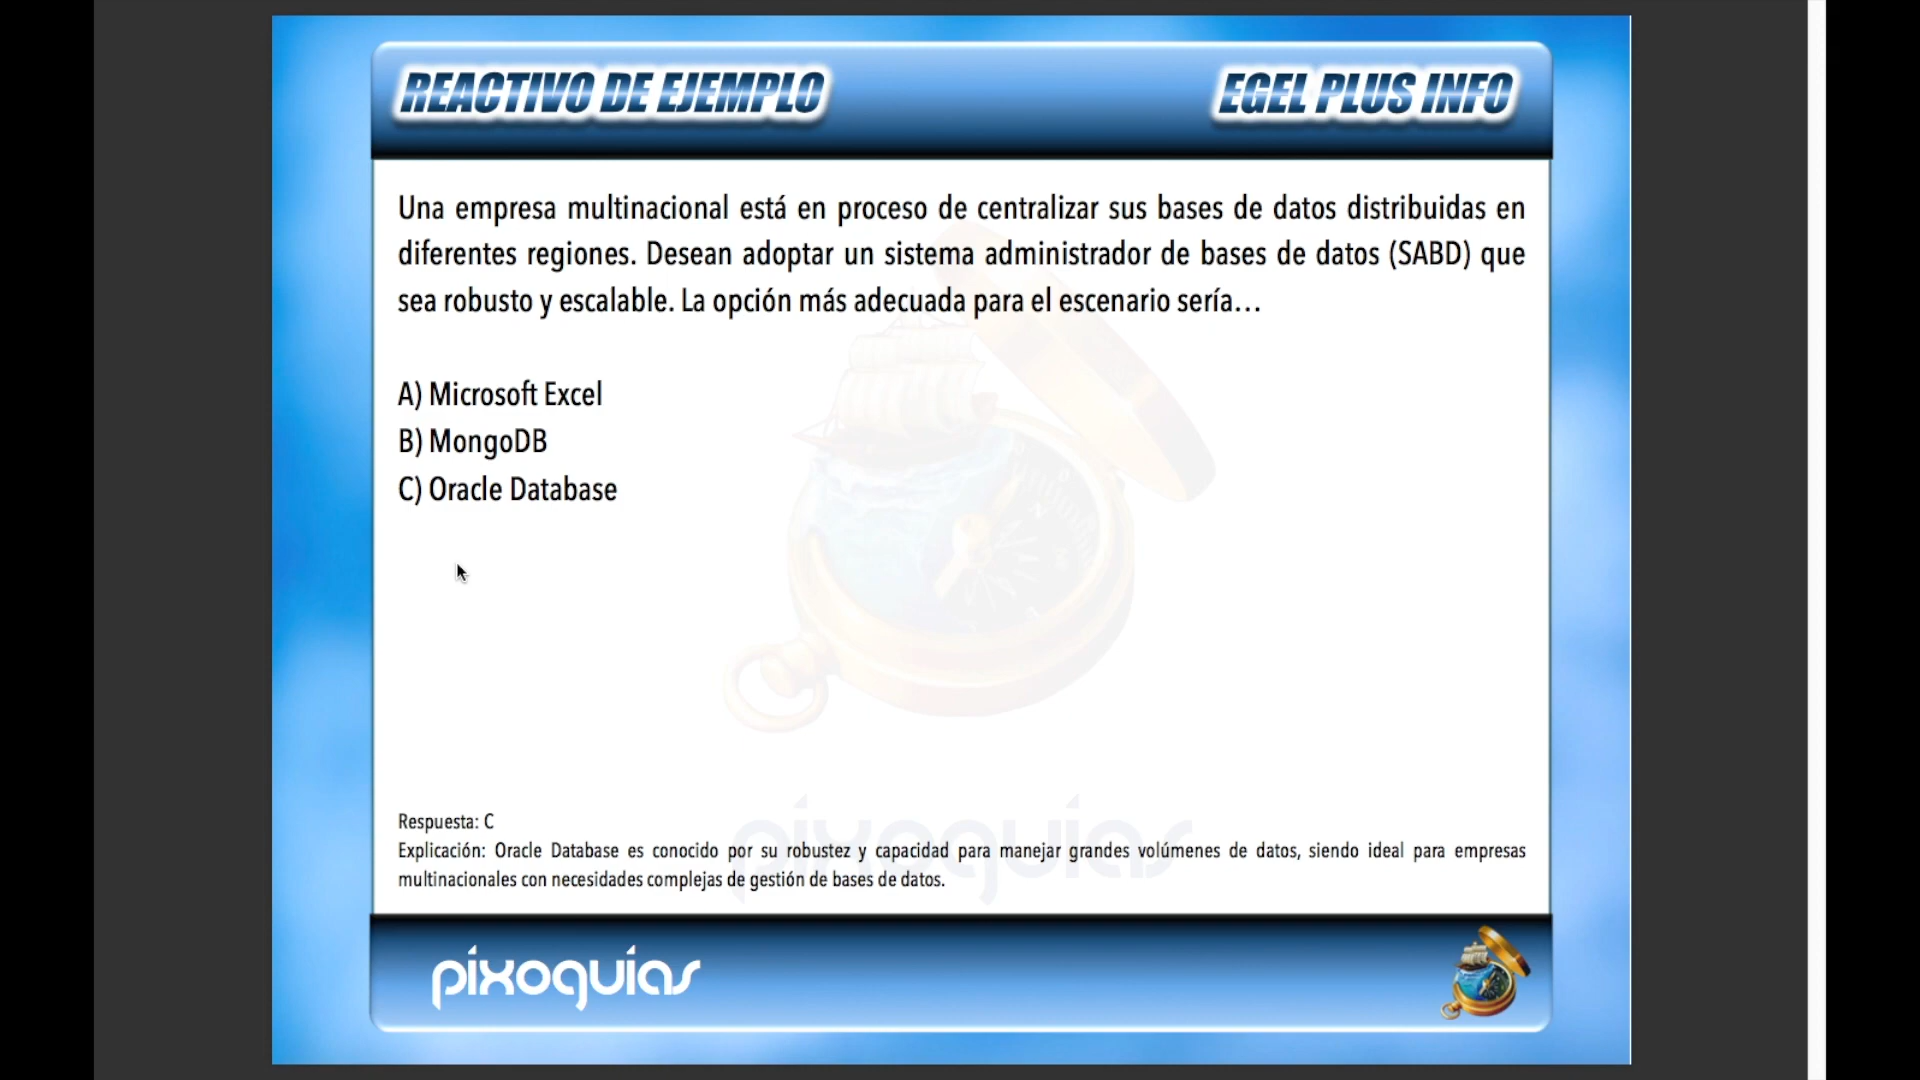 REACTIVO DE EJEMPLO
EGEL PLUS INFO
Una empresa multinacional está en proceso de centralizar sus bases de datos distribuidas en
diferentes regiones. Desean adoptar un sistema administrador de bases de datos (SABD) que
sea robusto y escalable. La opción más adecuada para el escenario sería…
A) Microsoft Excel
B) MongoDB
C) Oracle Database
Respuesta: C
Explicación: Oracle Database es conocido por su robustez y capacidad para manejar grandes volúmenes de datos, siendo ideal para empresas
multinacionales con necesidades complejas de gestión de bases de datos.
pixoguías
pixoguías